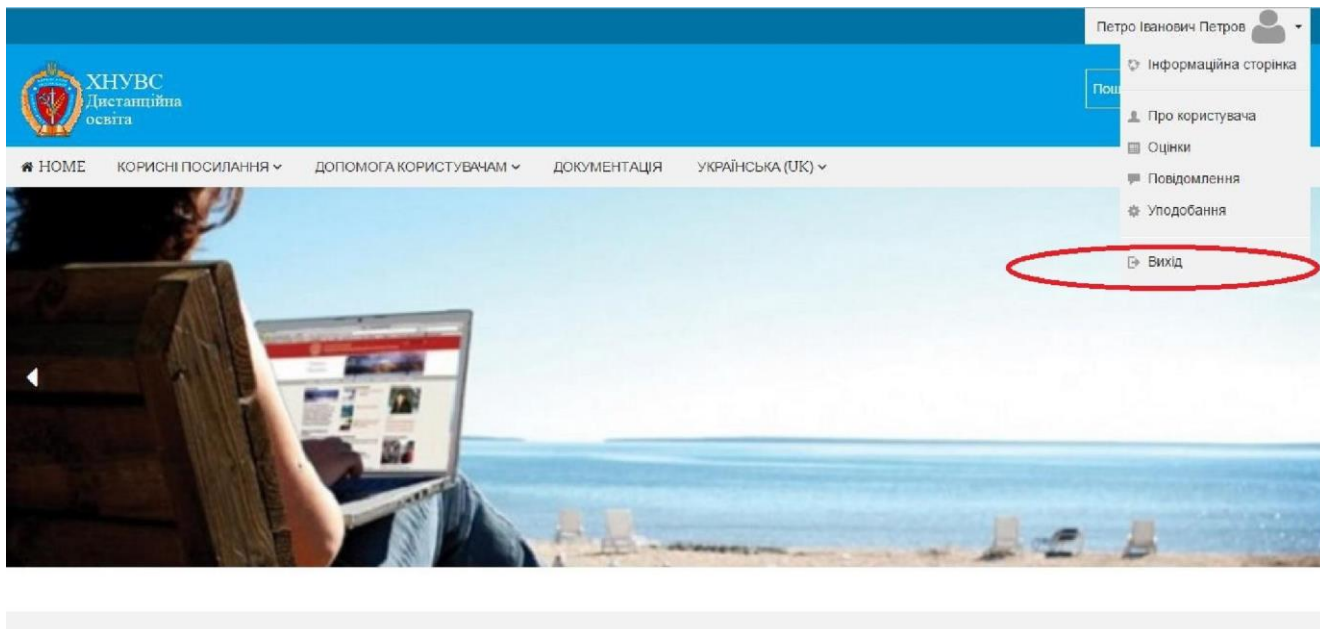 Петро Іванович Петров
Інформаційна сторінка
ХНУВС
Дистанційна
освіта
Пош
Про користувача
Оцінки
Повідомлення
Уподобання
Вихід
HOME КОРИСНІ ПОСИЛАННЯ ДОПОМОГА КОРИСТУВАЧАМ ДОКУМЕНТАЦІЯ УКРАЇНСЬКА (UK)